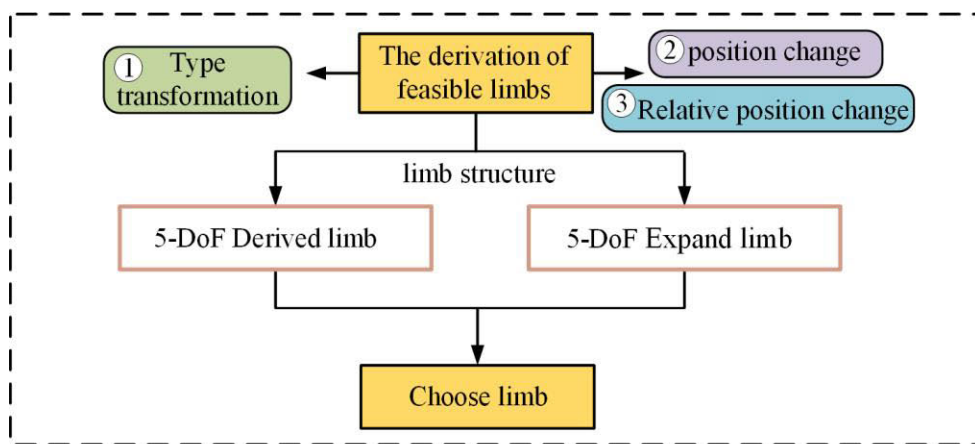 ① Type
transformation
The derivation of
feasible limbs
② position change
③ Relative position change
limb structure
5-DoF Derived limb
5-DoF Expand limb
Choose limb